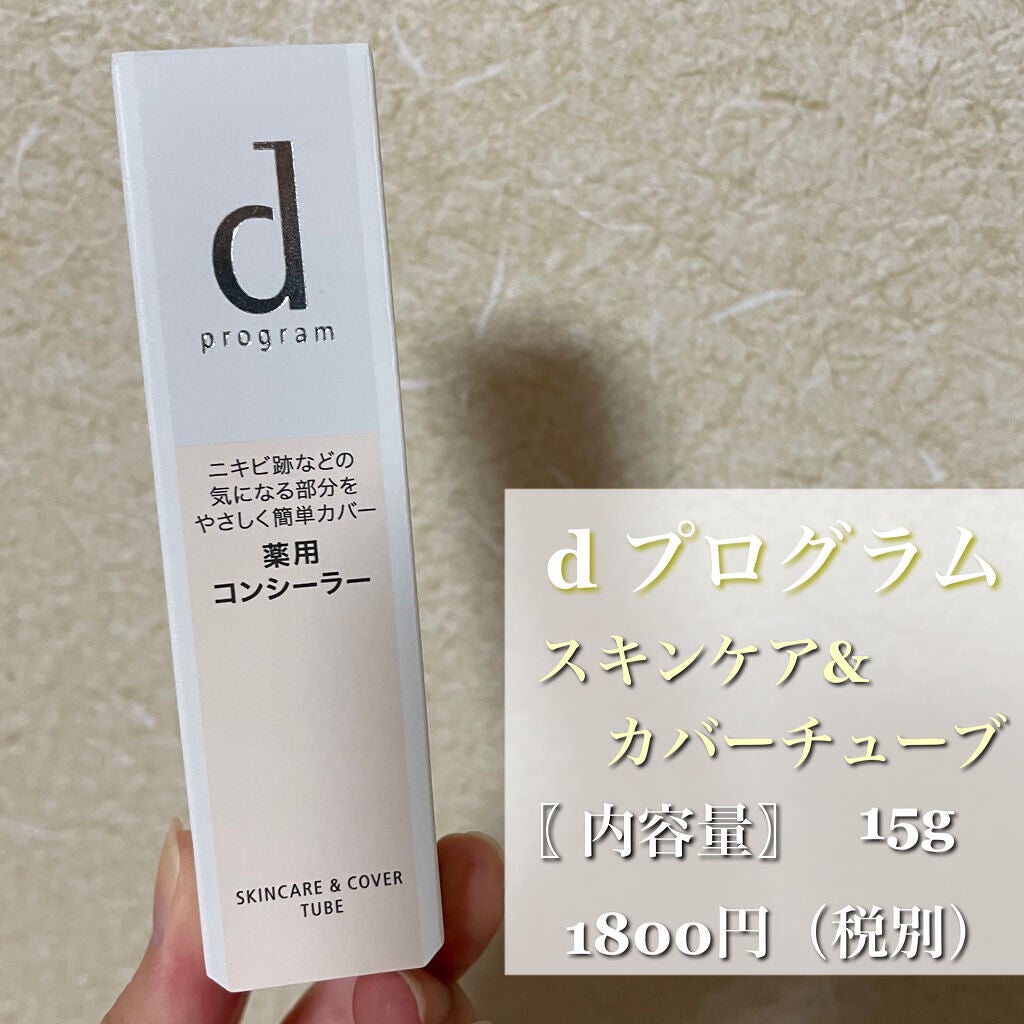 d
program
ニキビ跡などの
気になる部分を
やさしく簡単カバー
薬用
コンシーラー
SKINCARE & COVER
TUBE
d プログラム
スキンケア&
カバーチューブ
〖 内容量〗 15g
1800円（税別）